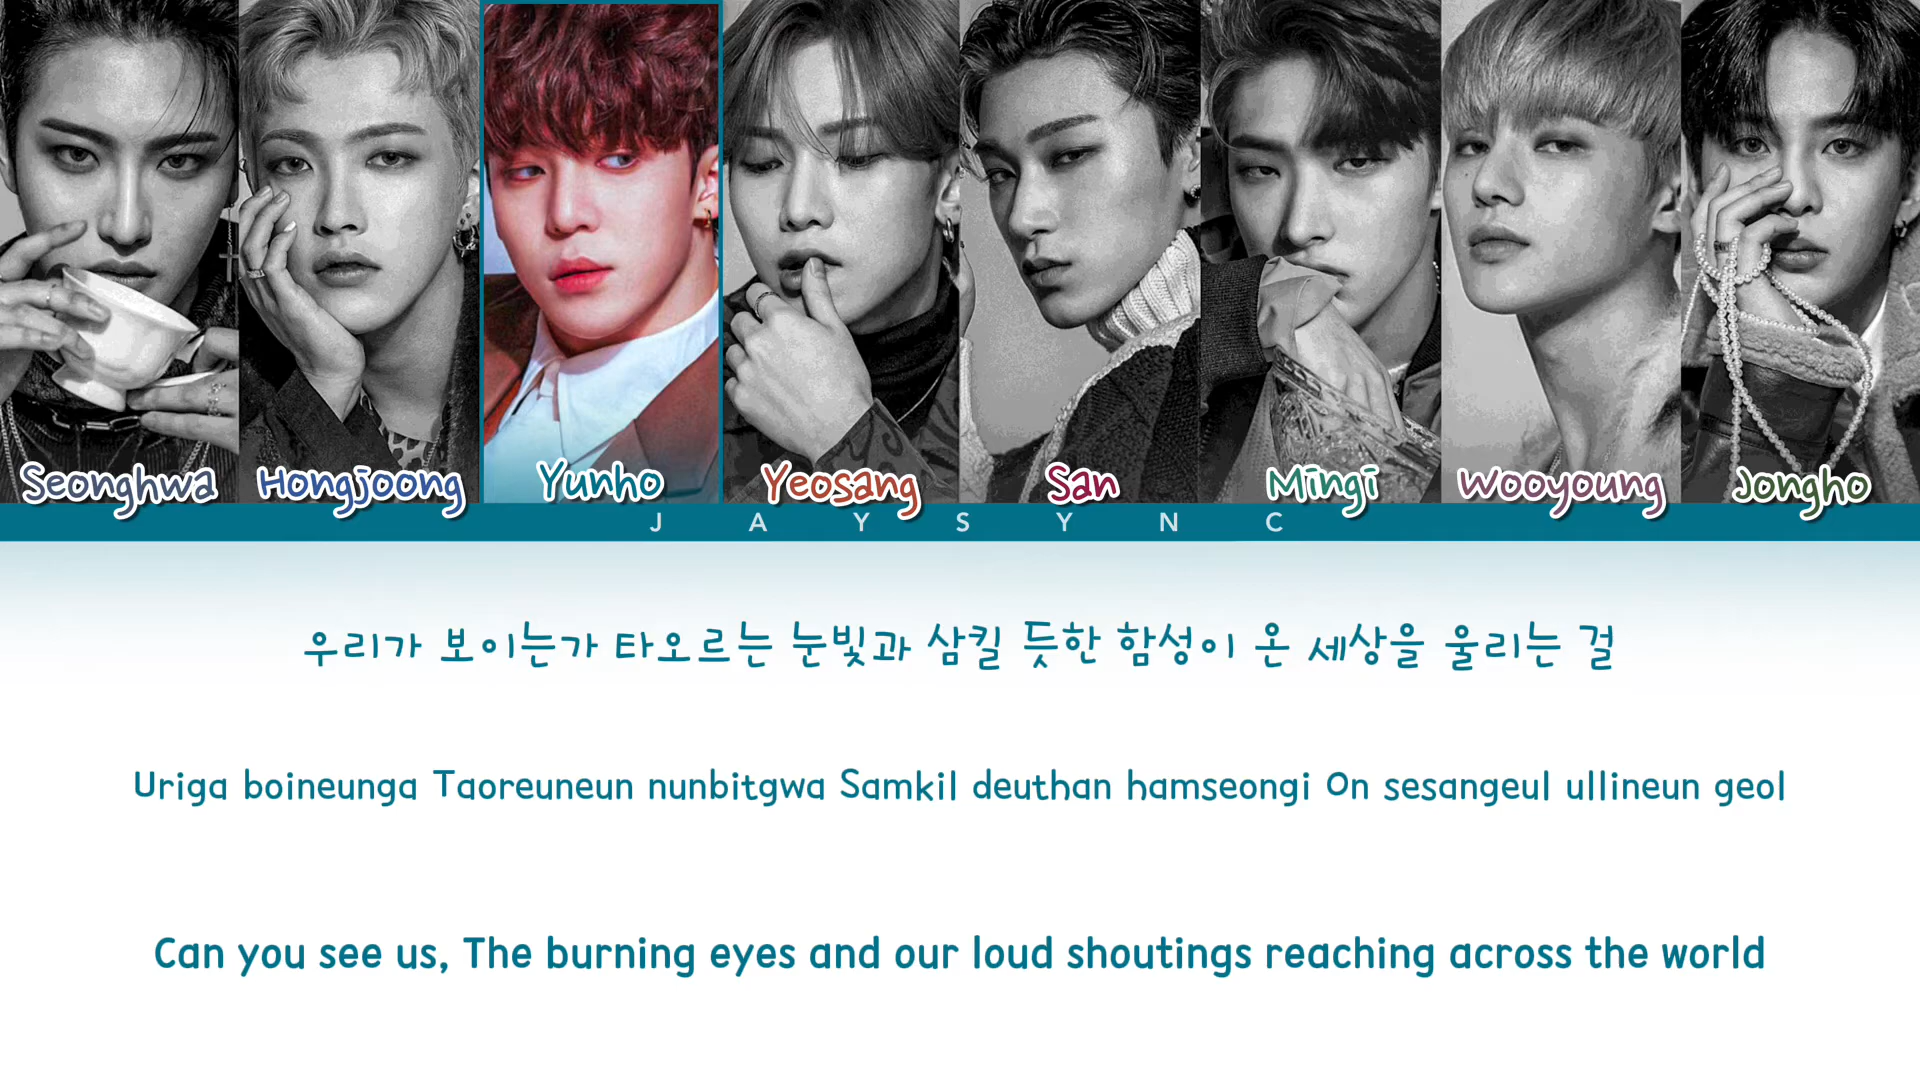 Seonghwa Hongjoong Yunho Yeosang San Mingi Wooyoung Jongho
JAYSYNC
우리가 보이는가 타오르는 눈빛과 삼킬 듯한 함성이 온 세상을 울리는 걸
Uriga boineunga Taoreuneun nunbitgwa Samkil deuthan hamseongi On sesangeul ullineun geol
Can you see us, The burning eyes and our loud shoutings reaching across the world